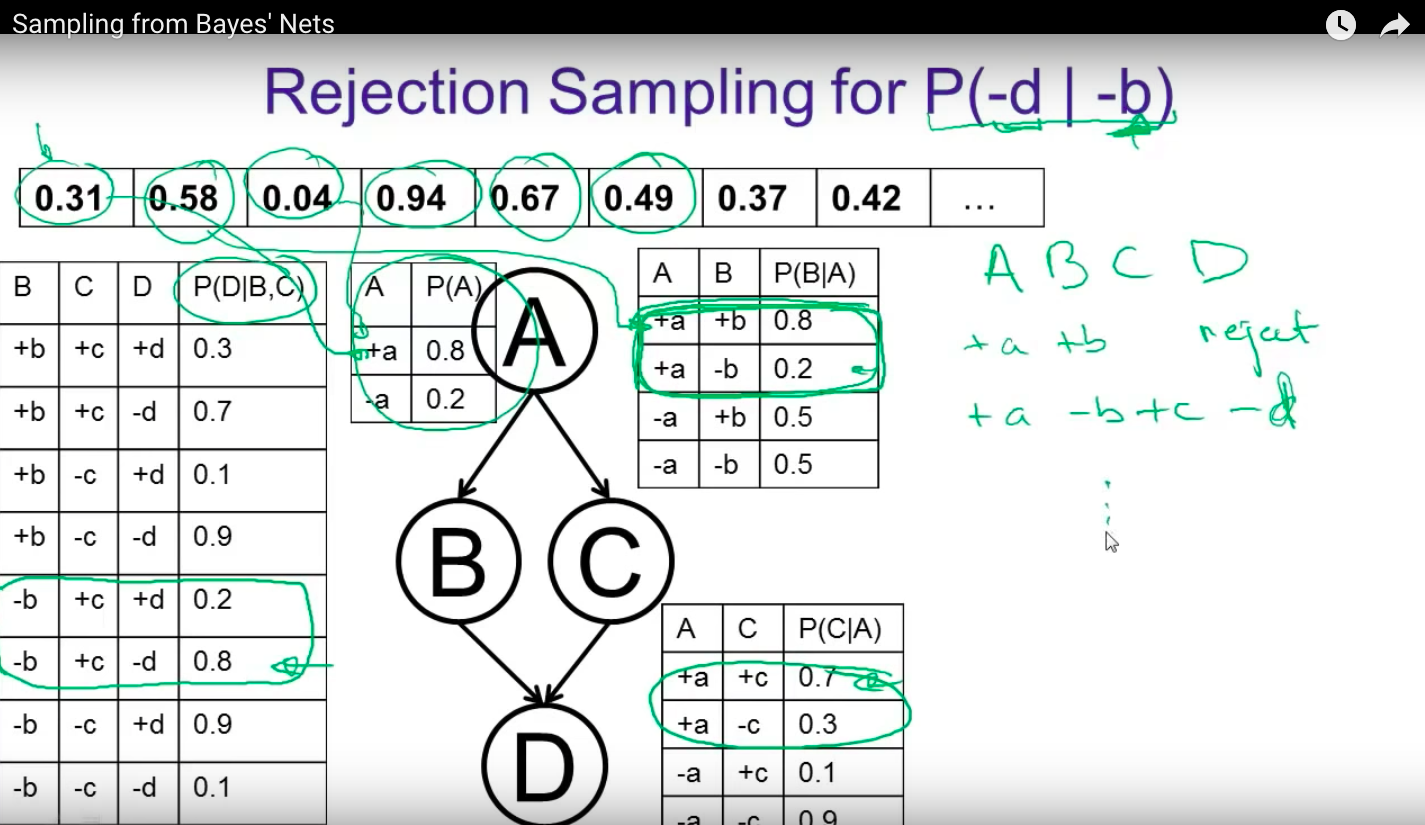 Sampling from Bayes' Nets
Rejection Sampling for P(-d | -b)
0.31 0.58 0.04 0.94 0.67 0.49 0.37 0.42 ...
B C D P(D|B,C)
+b +c +d 0.3
+b +c -d 0.7
+b -c +d 0.1
+b -c -d 0.9
-b +c +d 0.2
-b +c -d 0.8
-b -c +d 0.9
-b -c -d 0.1
A P(A)
+a 0.8
-a 0.2
A
B
C
D
A B P(B|A)
+a +b 0.8
+a -b 0.2
-a +b 0.5
-a -b 0.5
A C P(C|A)
+a +c 0.7
+a -c 0.3
-a +c 0.1
-a -c 0.9
A B C D
+a +b reject
+a -b +c -d